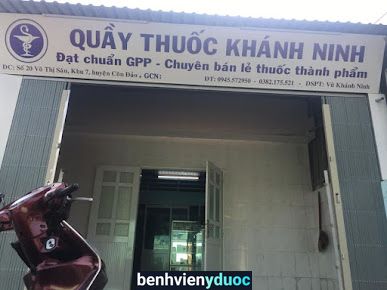 QUẦY THUỐC KHÁNH NINH
Đạt chuẩn GPP - Chuyên bán lẻ thuốc thành phẩm
ĐC: Số 20 Võ Thị Sáu, Khu 7, huyện Côn Đảo, GCN:
ĐT: 0945.572950 - 0382.175.521 - DSPT: Vũ Khánh Ninh
benhvienyduoc